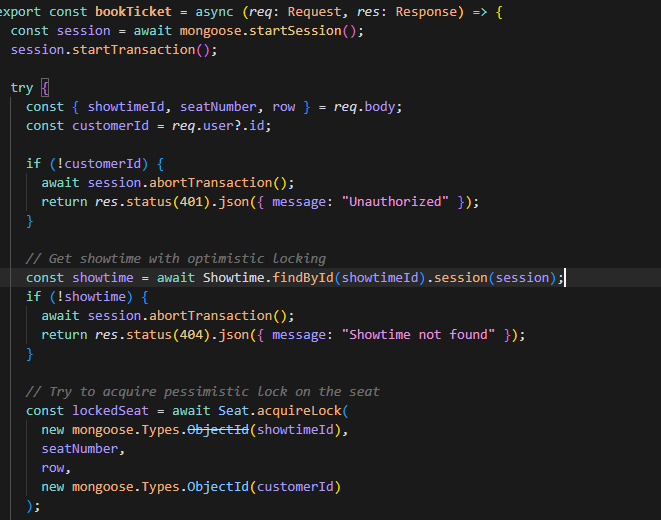 export const bookTicket = async (req: Request, res: Response) => {
  const session = await mongoose.startSession();
  session.startTransaction();

  try {
    const { showtimeId, seatNumber, row } = req.body;
    const customerId = req.user?.id;

    if (!customerId) {
      await session.abortTransaction();
      return res.status(401).json({ message: "Unauthorized" });
    }

    // Get showtime with optimistic locking
    const showtime = await Showtime.findById(showtimeId).session(session);
    if (!showtime) {
      await session.abortTransaction();
      return res.status(404).json({ message: "Showtime not found" });
    }

    // Try to acquire pessimistic lock on the seat
    const lockedSeat = await Seat.acquireLock(
      new mongoose.Types.ObjectId(showtimeId),
      seatNumber,
      row,
      new mongoose.Types.ObjectId(customerId)
    );